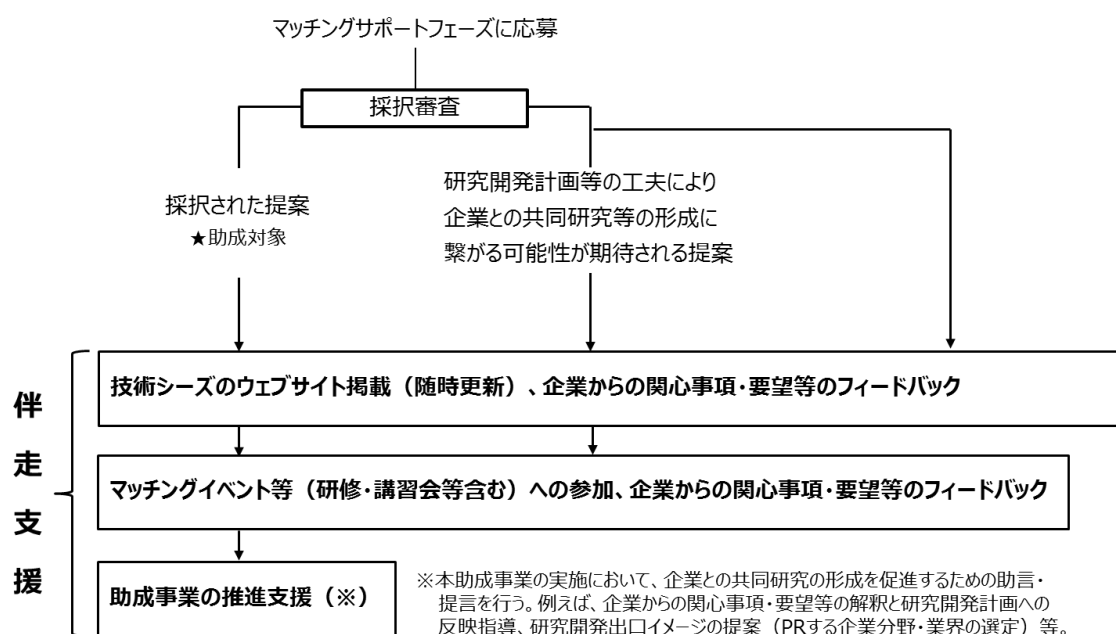 マッチングサポートフェーズに応募
採択審査
採択された提案
★助成対象
研究開発計画等の工夫により
企業との共同研究等の形成に
繋がる可能性が期待される提案
伴走支援
技術シーズのウェブサイト掲載（随時更新）、企業からの関心事項・要望等のフィードバック
マッチングイベント等（研修・講習会等含む）への参加、企業からの関心事項・要望等のフィードバック
助成事業の推進支援（※）
※本助成事業の実施において、企業との共同研究の形成を促進するための助言・
提言を行う。例えば、企業からの関心事項・要望等の解釈と研究開発計画への
反映指導、研究開発出口イメージの提案（PRする企業分野・業界の選定）等。